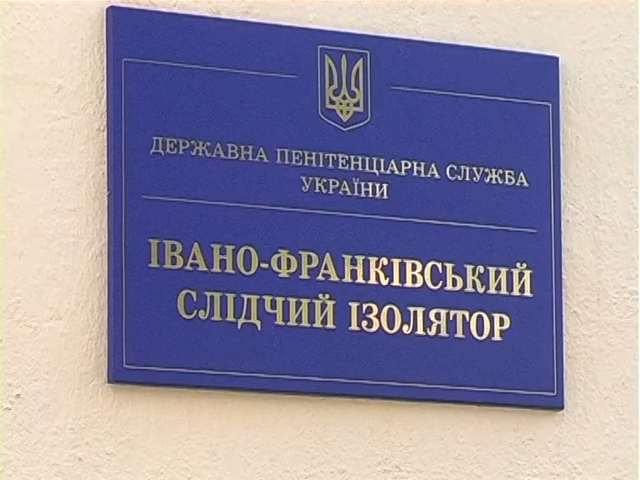 ДЕРЖАВНА ПЕНІТЕНЦІАРНА СЛУЖБА
УКРАЇНИ
ІВАНО-ФРАНКІВСЬКИЙ
СЛІДЧИЙ ІЗОЛЯТОР